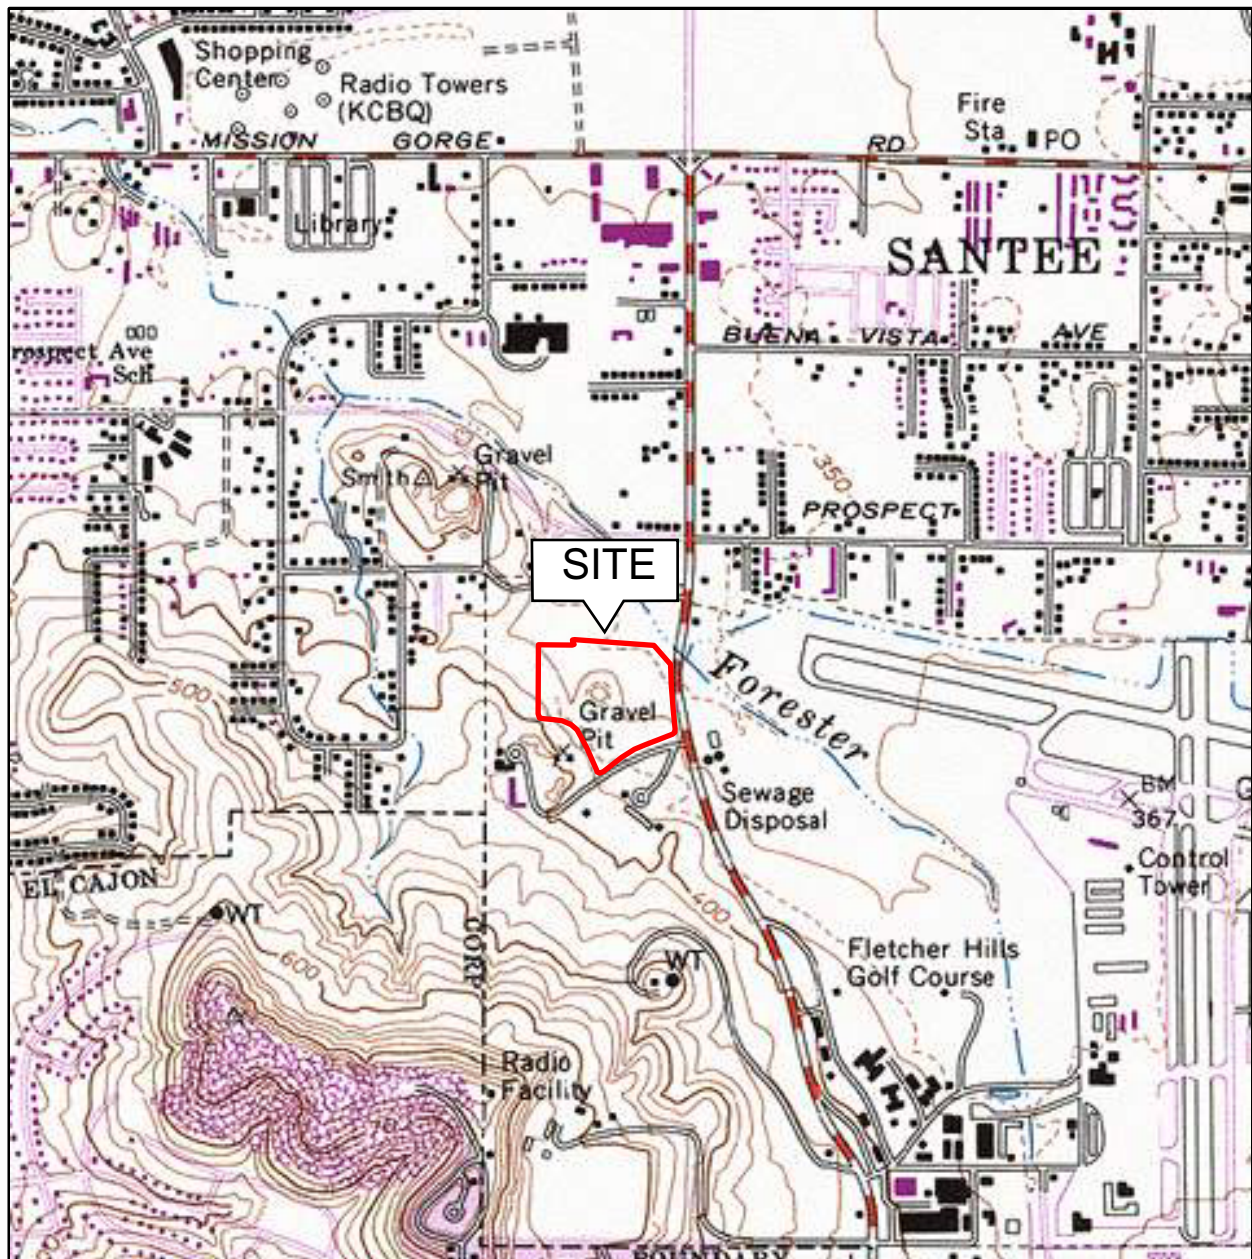 Shopping
Center
Radio Towers
(KCBQ)
Fire
Sta
PO
MISSION GORGE RD
Library
SANTEE
BUENA VISTA AVE
rospect Ave
Sch
Gravel
Pit
Smith
350
PROSPECT
SITE
Forester
500
Gravel
Pit
BM
367
Sewage
Disposal
Control
Tower
EL CAJON
WT
400
CORP
600
WT
Fletcher Hills
Golf Course
Radio
Facility
BOUNDARY